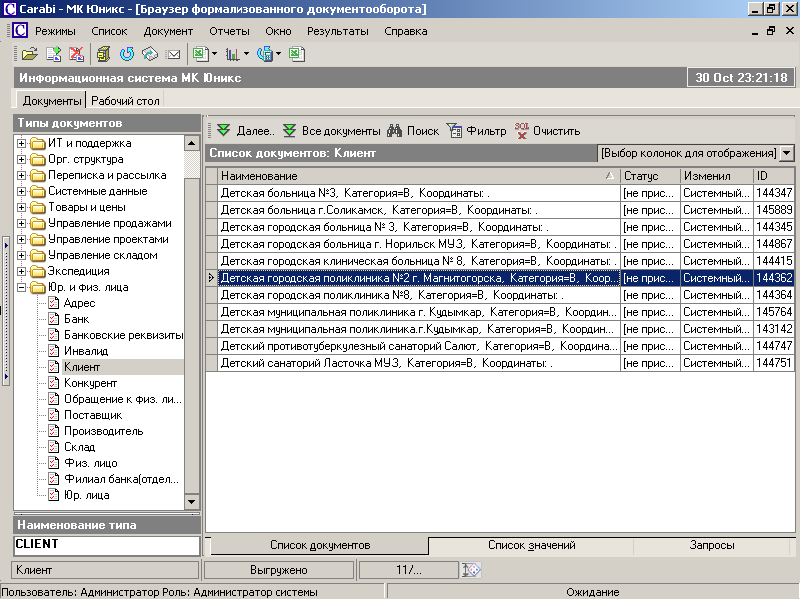 Carabi - МК Юникс - [Браузер формализованного документооборота]
Режимы Список Документ Отчеты Окно Результаты Справка
Информационная система МК Юникс 30 Oct 23:21:18
Документы Рабочий стол
Типы документов
ИТ и поддержка
Орг. структура
Переписка и рассылка
Системные данные
Товары и цены
Управление продажами
Управление проектами
Управление складом
Экспедиция
Юр. и физ. лица
Адрес
Банк
Банковские реквизиты
Инвалид
Клиент
Конкурент
Обращение к физ. ли...
Поставщик
Производитель
Склад
Физ. лицо
Филиал банка(отдел...
Юр. лица
Наименование типа
CLIENT
Далее.. Все документы Поиск Фильтр SQL Очистить
Список документов: Клиент [Выбор колонок для отображения]
Наименование Статус Изменил ID
Детская больница №3, Категория=В, Координаты: . [не прис... Системный... 144347
Детская больница г.Соликамск, Категория=В, Координаты: . [не прис... Системный... 145889
Детская городская больница № 3, Категория=В, Координаты: . [не прис... Системный... 144345
Детская городская больница г. Норильск МУЗ, Категория=В, Координаты: . [не прис... Системный... 144867
Детская городская клиническая больница № 8, Категория=В, Координаты: . [не прис... Системный... 144415
Детская городская поликлиника №2 г. Магнитогорска, Категория=В, Коор... [не прис... Системный... 144362
Детская городская поликлиника №8, Категория=В, Координаты: . [не прис... Системный... 144364
Детская муниципальная поликлиника г. Кудымкар, Категория=В, Координ... [не прис... Системный... 145764
Детская муниципальная поликлиника.г.Кудымкар, Категория=В, Координ... [не прис... Системный... 143142
Детский противотуберкулезный санаторий Салют, Категория=В, Координа... [не прис... Системный... 144747
Детский санаторий Ласточка МУЗ, Категория=В, Координаты: . [не прис... Системный... 144751
Список документов Список значений Запросы
Клиент Выгружено 11/...
Пользователь: Администратор Роль: Администратор системы Ожидание